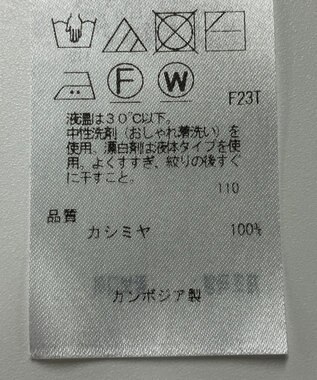 F W
F23T
液温は30℃以下。
中性洗剤（おしゃれ着洗い）を
使用。漂白剤は液体タイプを使
用。よくすすぎ、絞りの後すぐ
に干すこと。
110
品質
カシミヤ 100%
カンボジア製